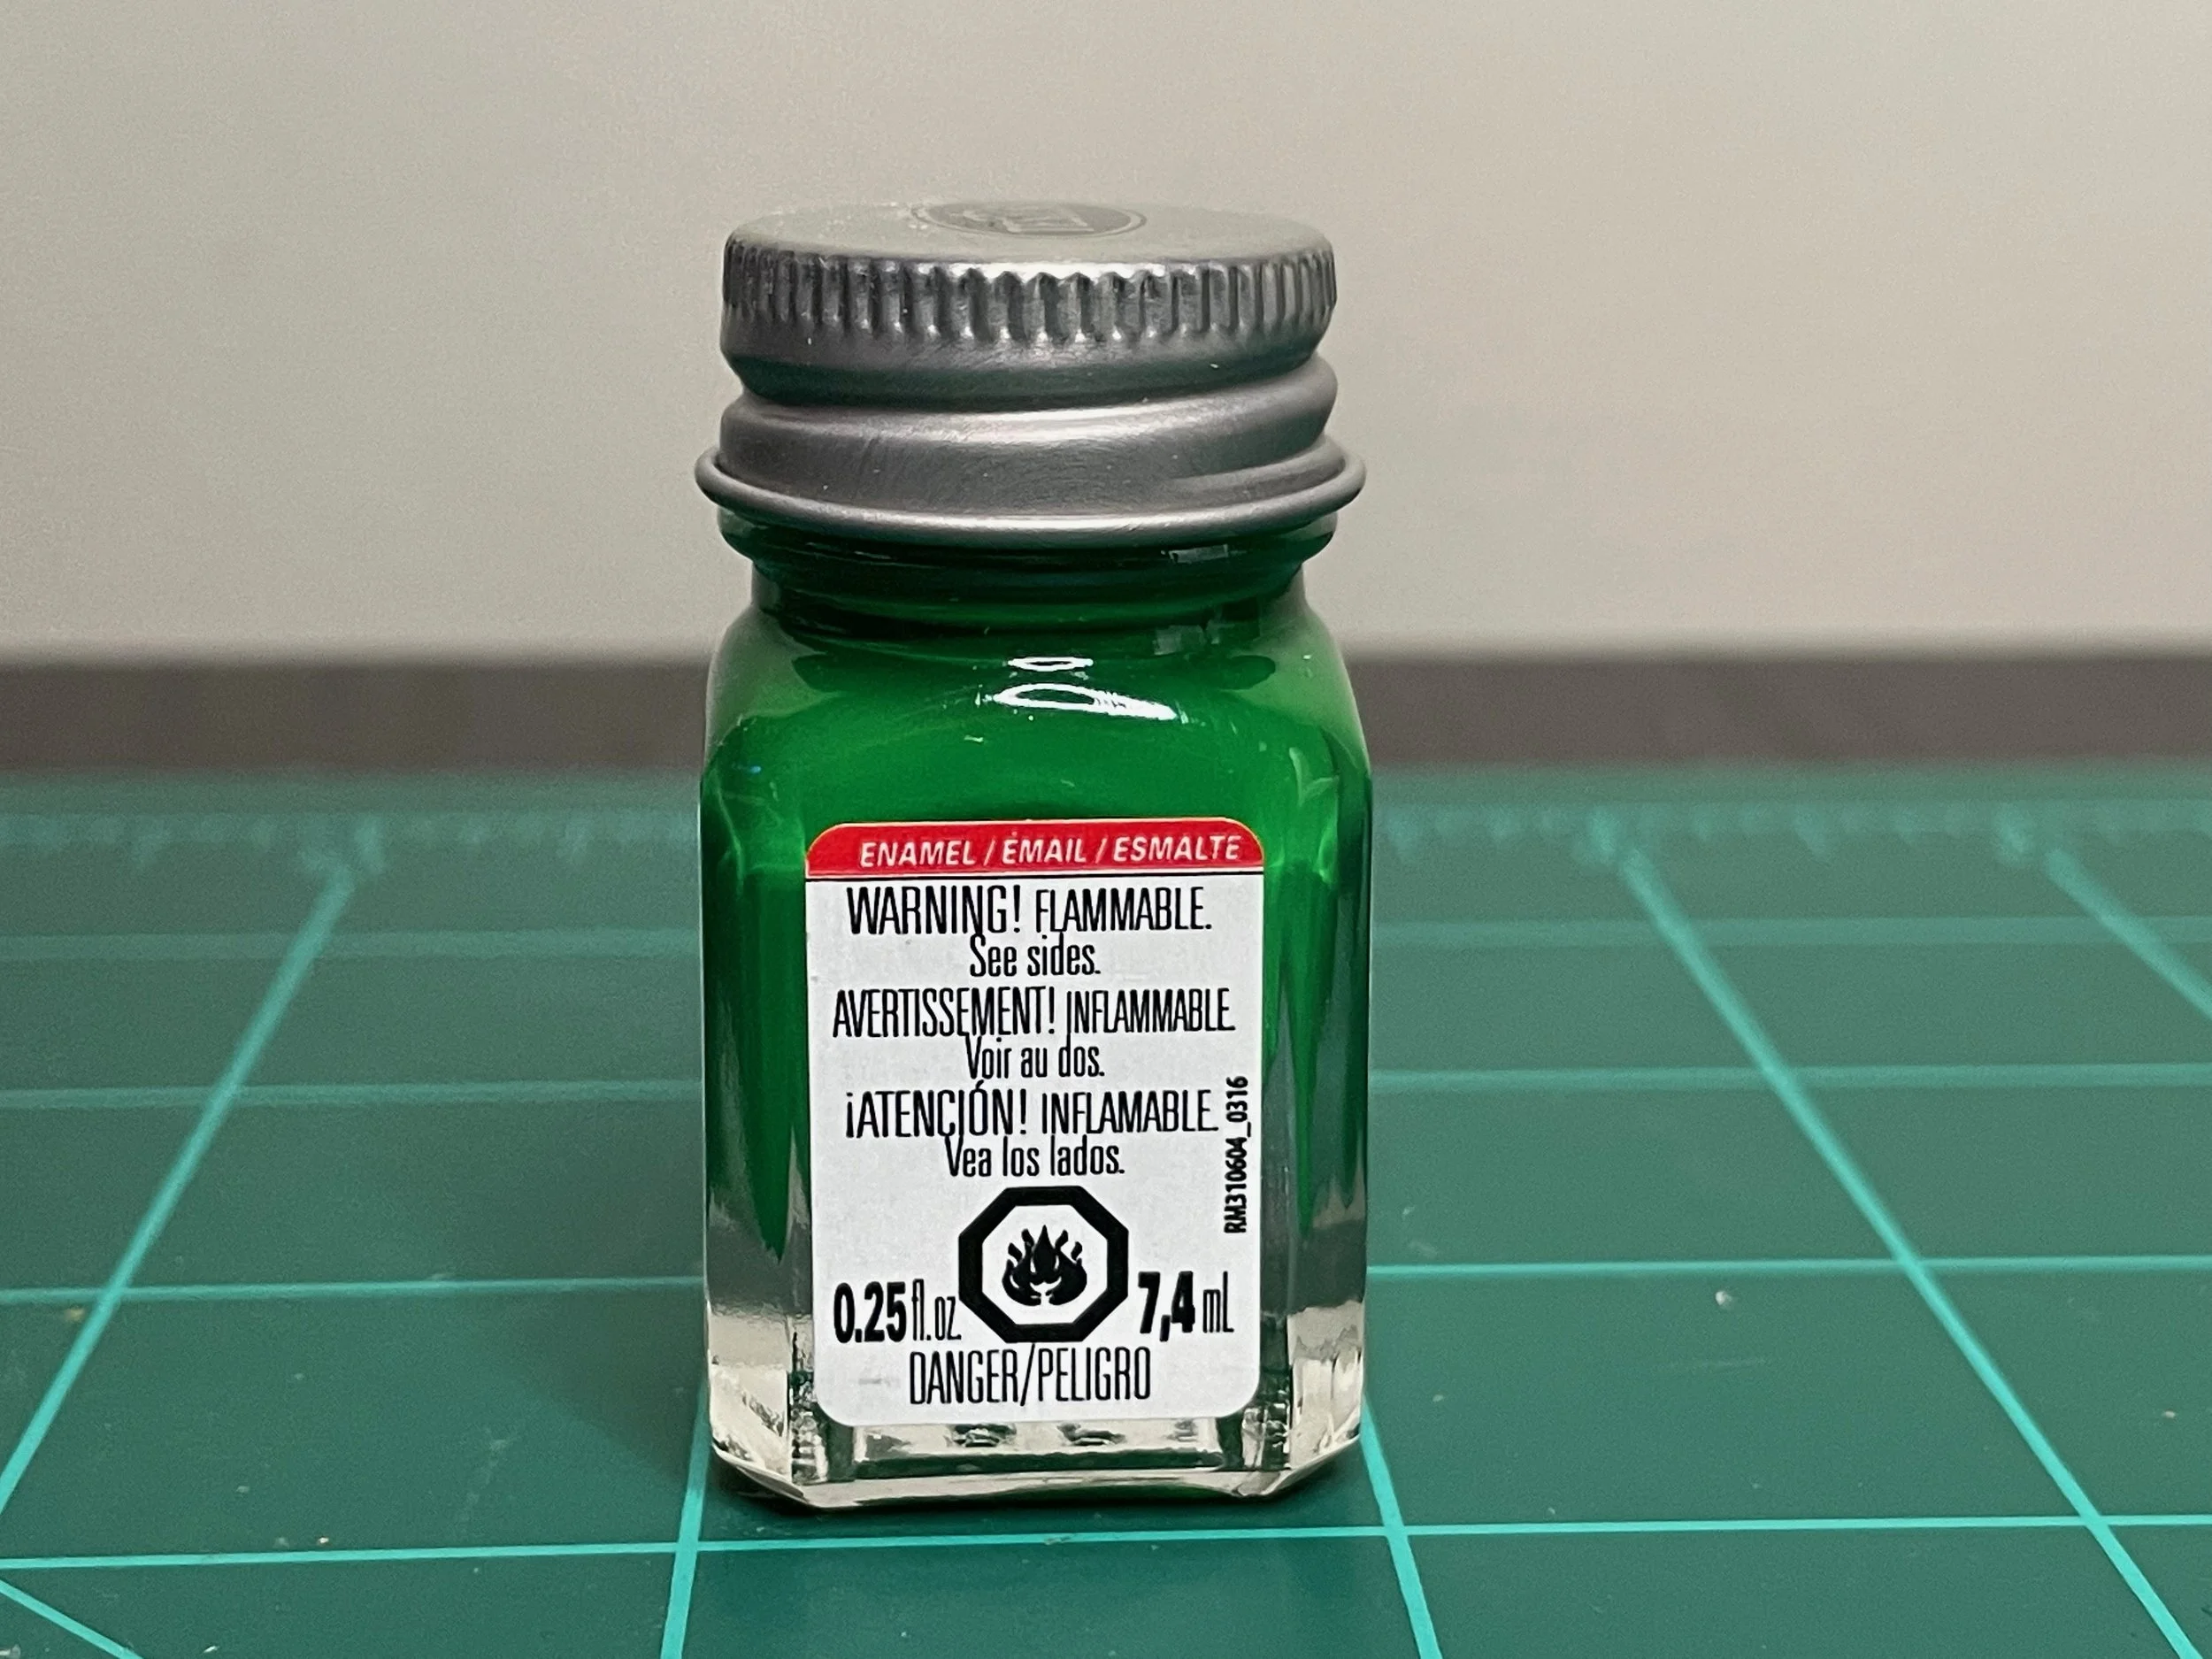 ENAMEL / ÉMAIL / ESMALTE
WARNING! FLAMMABLE.
See sides.
AVERTISSEMENT! INFLAMMABLE.
Voir au dos.
¡ATENCIÓN! INFLAMABLE.
Vea los lados.
RM310604_0316
0.25 fl. oz. 7,4 mL
DANGER/PELIGRO